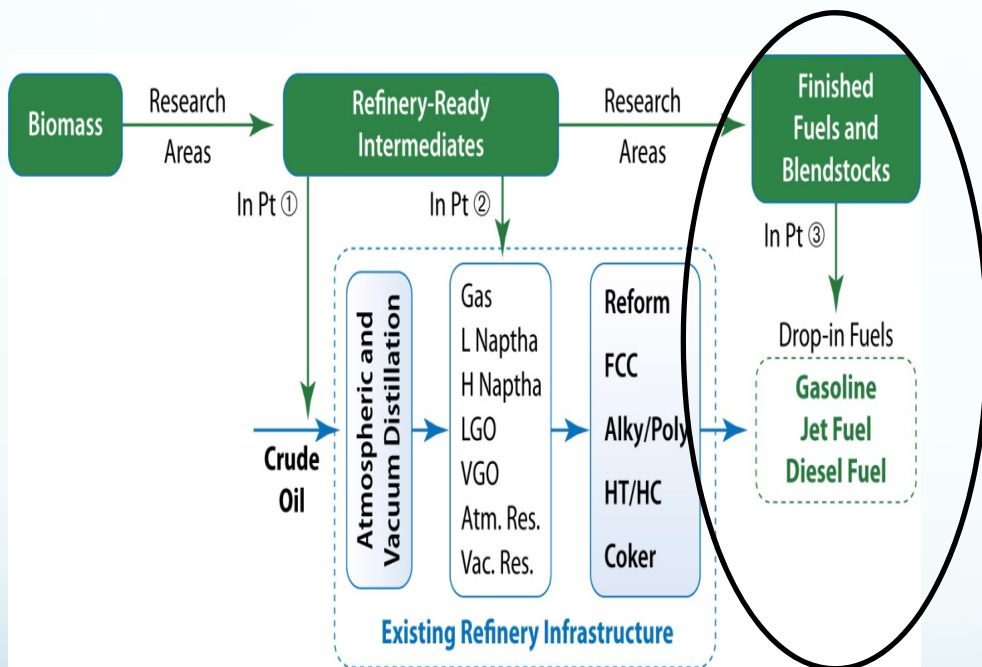 Biomass
Research
Areas
Refinery-Ready
Intermediates
Research
Areas
Finished
Fuels and
Blendstocks
In Pt ①
In Pt ②
In Pt ③
Crude
Oil
Atmospheric and
Vacuum Distillation
Gas
L Naptha
H Naptha
LGO
VGO
Atm. Res.
Vac. Res.
Reform
FCC
Alky/Poly
HT/HC
Coker
Drop-in Fuels
Gasoline
Jet Fuel
Diesel Fuel
Existing Refinery Infrastructure